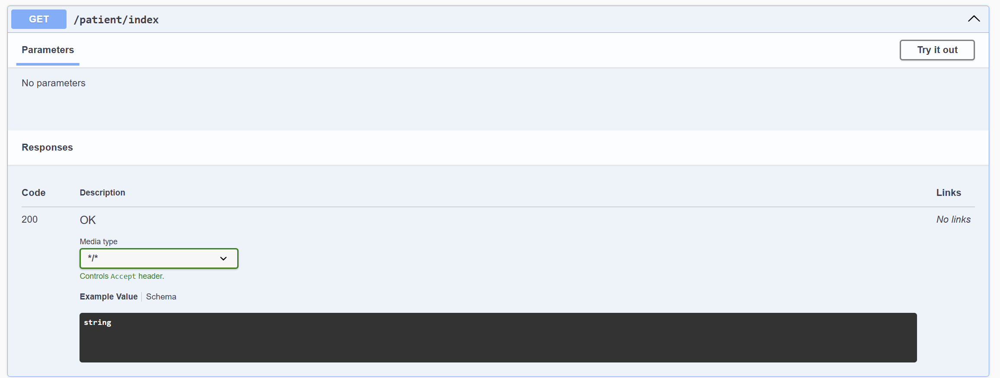 GET /patient/index
Parameters
Try it out
No parameters
Responses
Code Description Links
200 OK No links
Media type
*/*
Controls Accept header.
Example Value Schema
string